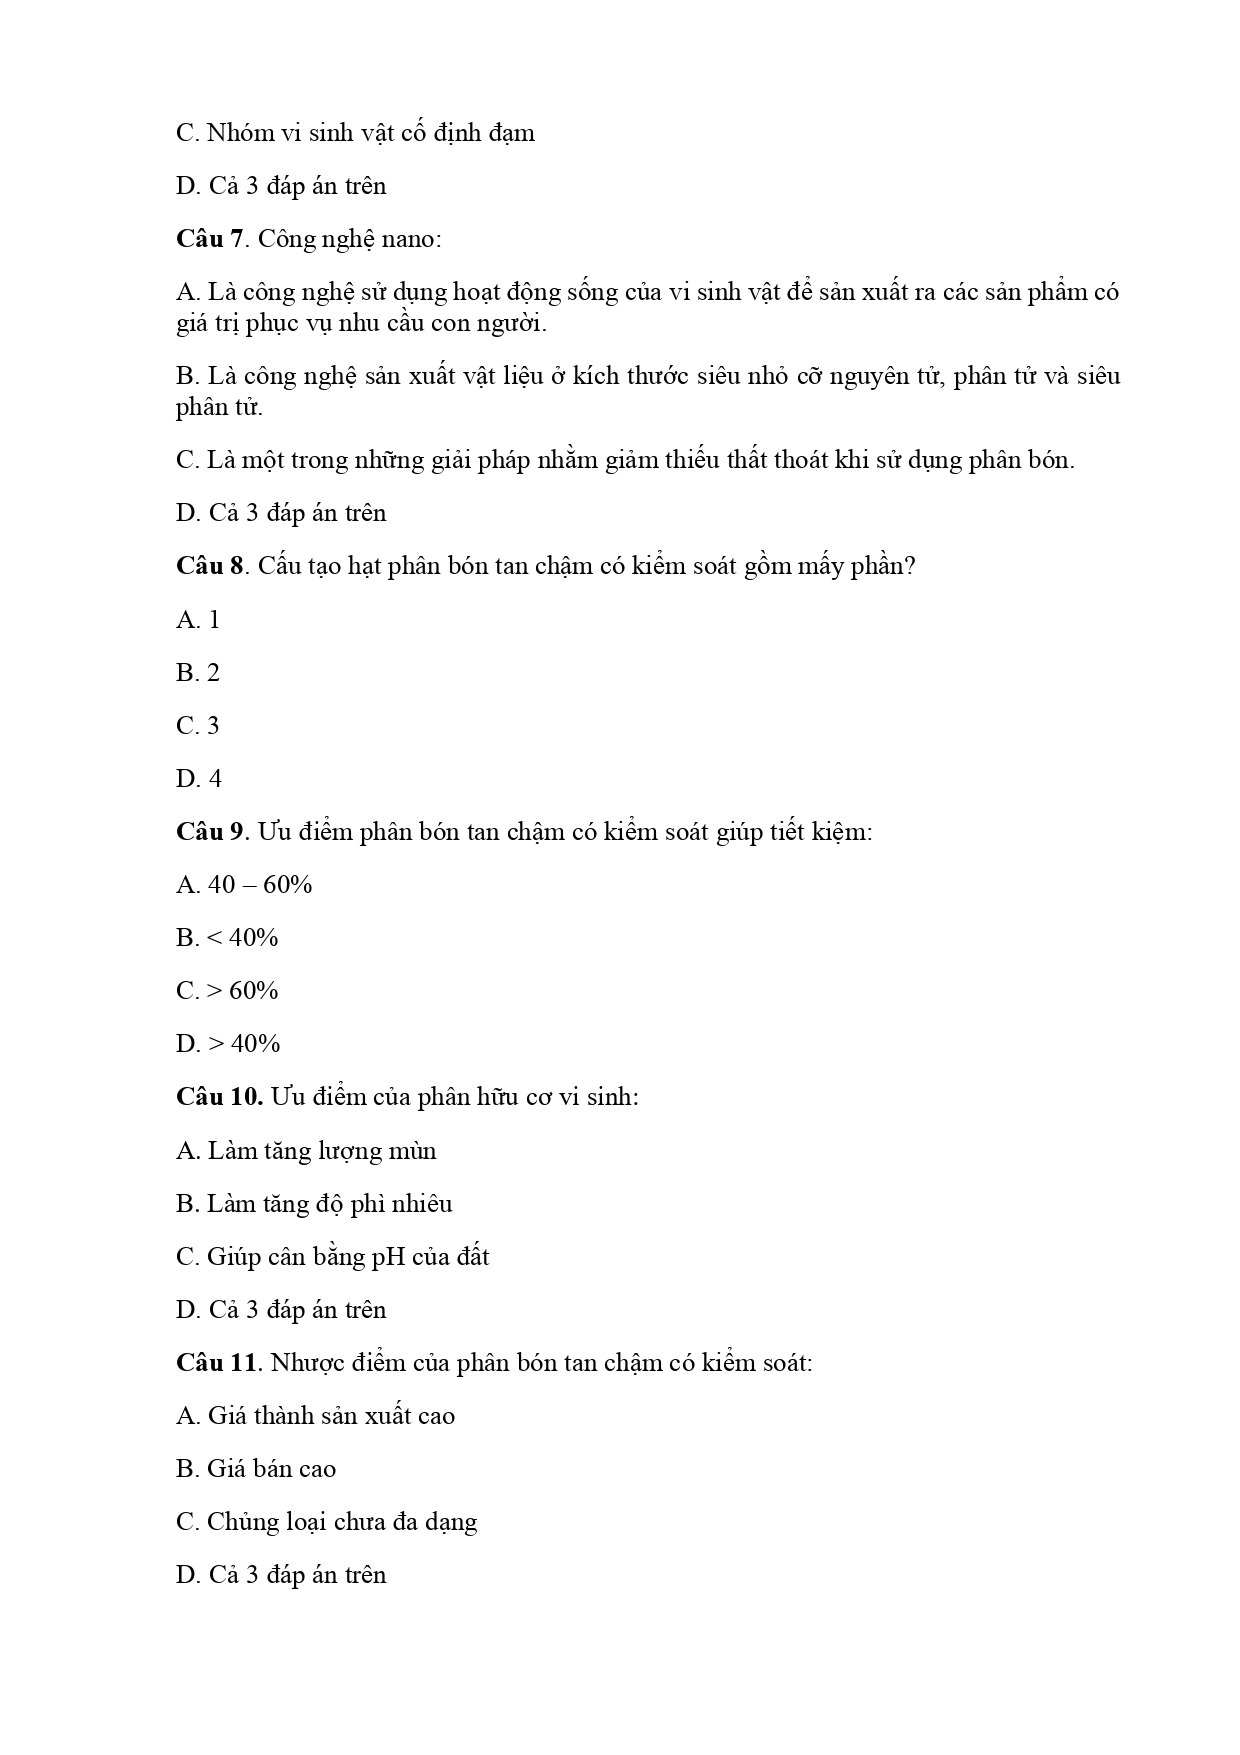 C. Nhóm vi sinh vật cố định đạm
D. Cả 3 đáp án trên
Câu 7. Công nghệ nano:
A. Là công nghệ sử dụng hoạt động sống của vi sinh vật để sản xuất ra các sản phẩm có
giá trị phục vụ nhu cầu con người.
B. Là công nghệ sản xuất vật liệu ở kích thước siêu nhỏ cỡ nguyên tử, phân tử và siêu
phân tử.
C. Là một trong những giải pháp nhằm giảm thiếu thất thoát khi sử dụng phân bón.
D. Cả 3 đáp án trên
Câu 8. Cấu tạo hạt phân bón tan chậm có kiểm soát gồm mấy phần?
A. 1
B. 2
C. 3
D. 4
Câu 9. Ưu điểm phân bón tan chậm có kiểm soát giúp tiết kiệm:
A. 40 – 60%
B. < 40%
C. > 60%
D. > 40%
Câu 10. Ưu điểm của phân hữu cơ vi sinh:
A. Làm tăng lượng mùn
B. Làm tăng độ phì nhiêu
C. Giúp cân bằng pH của đất
D. Cả 3 đáp án trên
Câu 11. Nhược điểm của phân bón tan chậm có kiểm soát:
A. Giá thành sản xuất cao
B. Giá bán cao
C. Chủng loại chưa đa dạng
D. Cả 3 đáp án trên